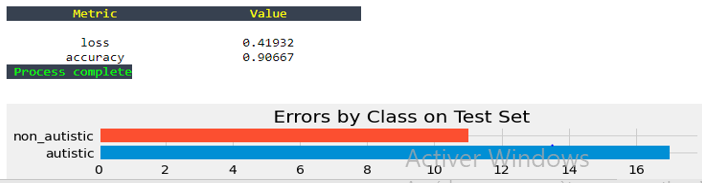 Metric Value
loss 0.41932
accuracy 0.90667
Process complete
Errors by Class on Test Set
non_autistic
autistic
Activer Windows
0 2 4 6 8 10 12 14 16